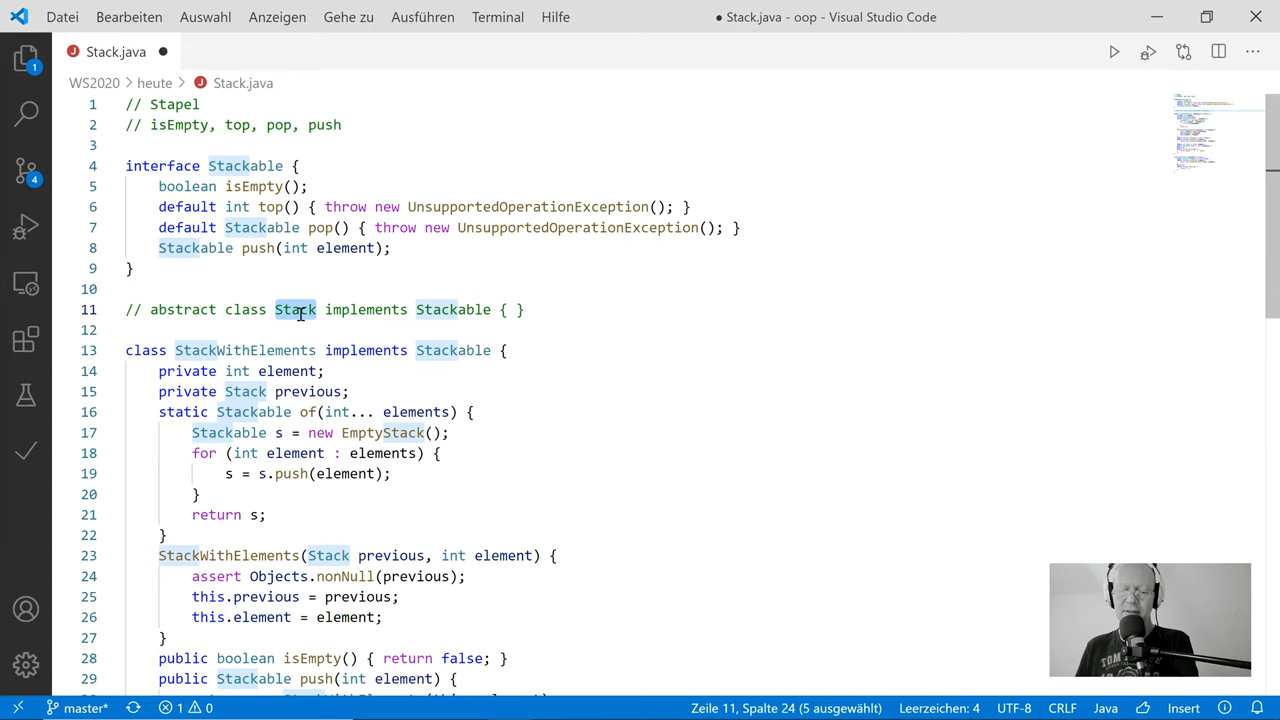 Datei Bearbeiten Auswahl Anzeigen Gehe zu Ausführen Terminal Hilfe ● Stack.java - oop - Visual Studio Code
Stack.java ●
WS2020 > heute > Stack.java
1 // Stapel
2 // isEmpty, top, pop, push
3
4 interface Stackable {
5 boolean isEmpty();
6 default int top() { throw new UnsupportedOperationException(); }
7 default Stackable pop() { throw new UnsupportedOperationException(); }
8 Stackable push(int element);
9 }
10
11 // abstract class Stack implements Stackable { }
12
13 class StackWithElements implements Stackable {
14 private int element;
15 private Stack previous;
16 static Stackable of(int... elements) {
17 Stackable s = new EmptyStack();
18 for (int element : elements) {
19 s = s.push(element);
20 }
21 return s;
22 }
23 StackWithElements(Stack previous, int element) {
24 assert Objects.nonNull(previous);
25 this.previous = previous;
26 this.element = element;
27 }
28 public boolean isEmpty() { return false; }
29 public Stackable push(int element) {
1
4
master* 1 0 Zeile 11, Spalte 24 (5 ausgewählt) Leerzeichen: 4 UTF-8 CRLF Java Insert